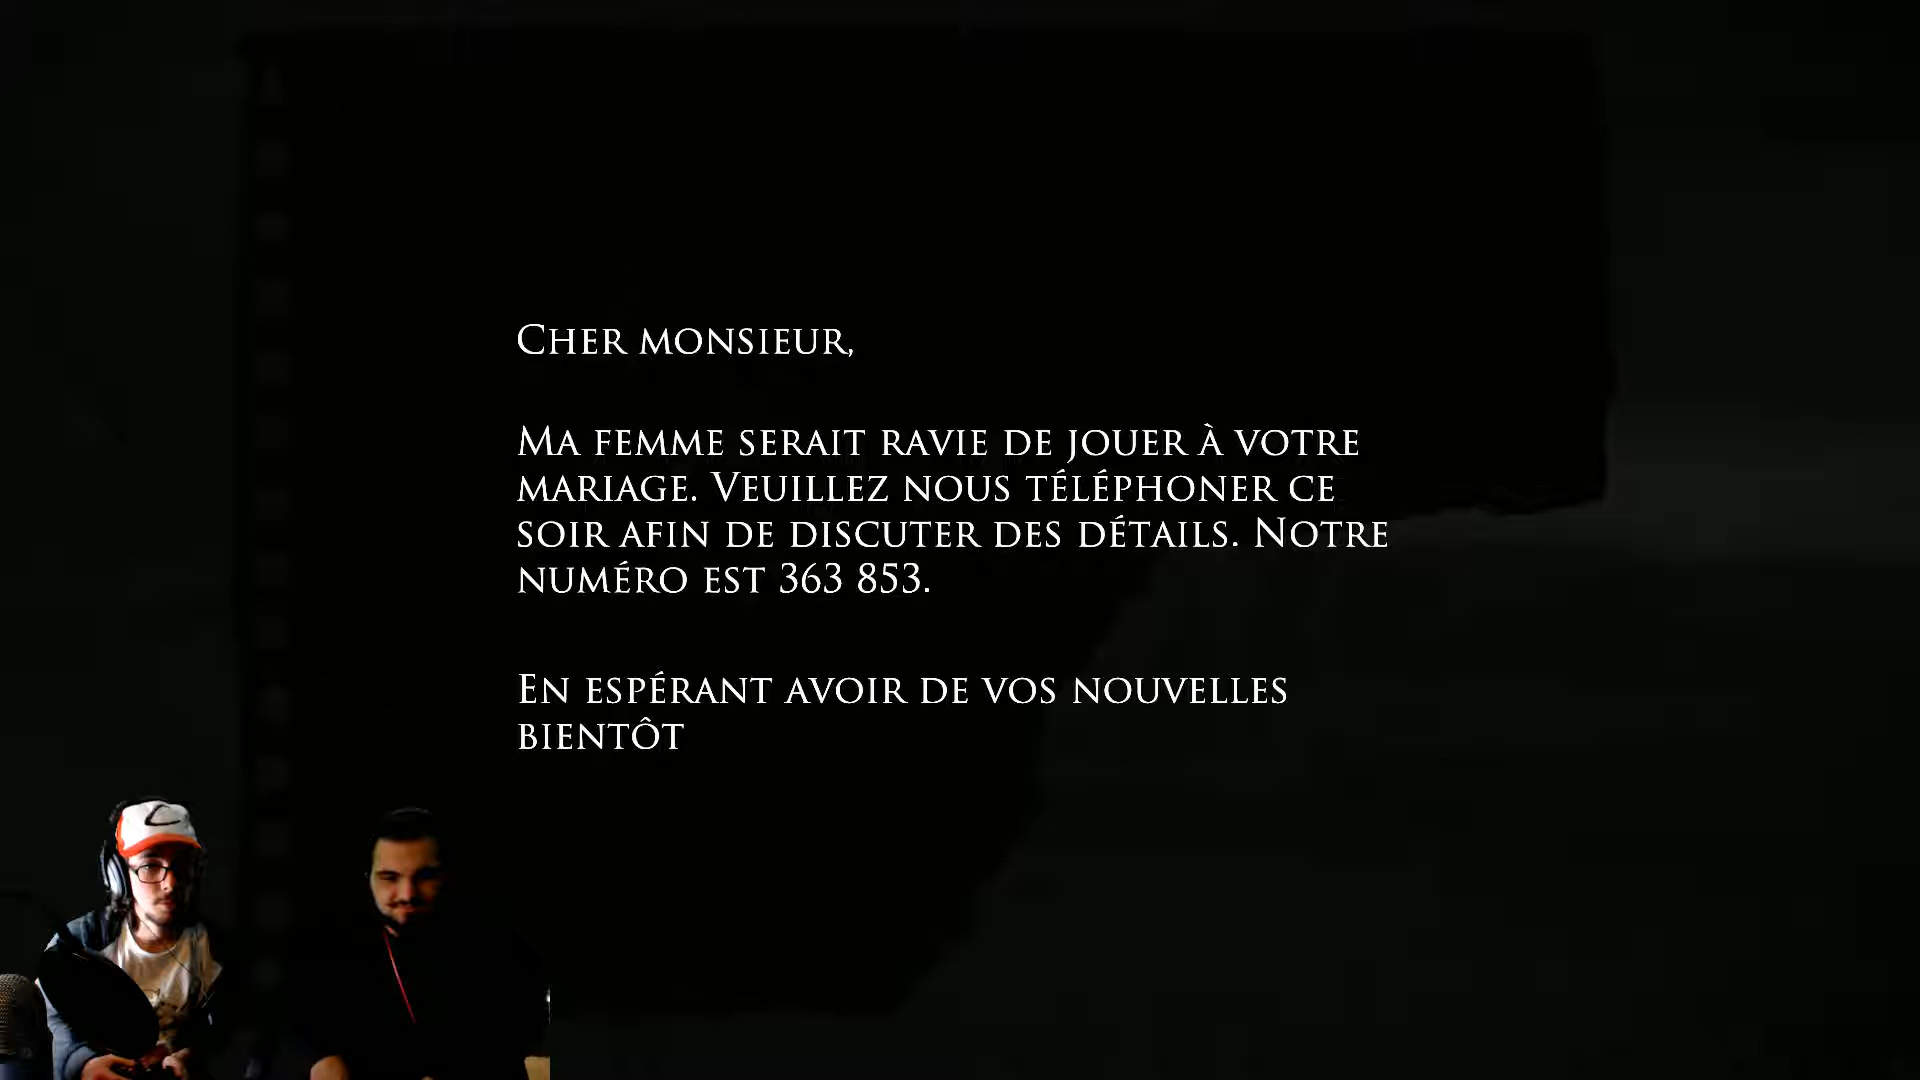 Cher monsieur,
Ma femme serait ravie de jouer à votre
mariage. Veuillez nous téléphoner ce
soir afin de discuter des détails. Notre
numéro est 363 853.
En espérant avoir de vos nouvelles
bientôt